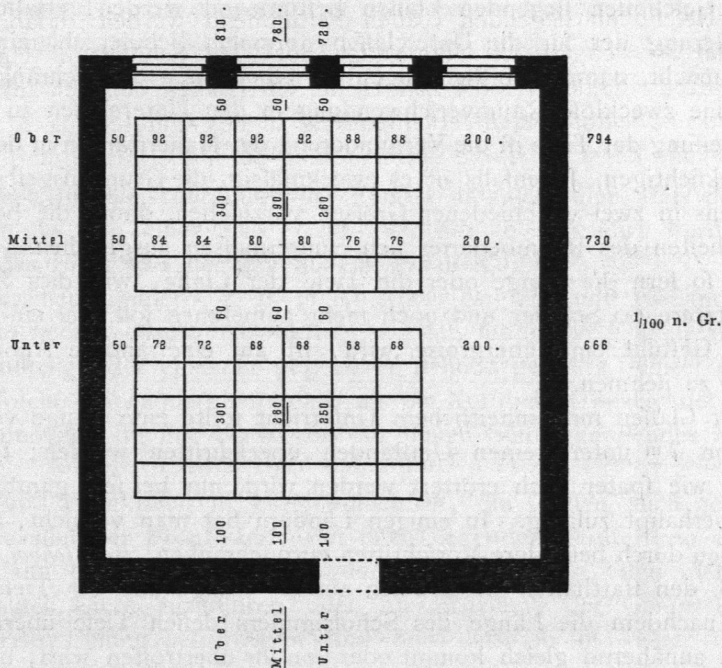 810 780 720
50 50 50
Ober 50 92 92 92 92 88 88 200· 794
300 290 260
Mittel 50 84 84 80 80 76 76 200· 730
60 60 60
1/100 n. Gr.
Unter 50 72 72 68 68 68 68 200· 666
300 280 250
100 100 100
Ober Mittel Unter